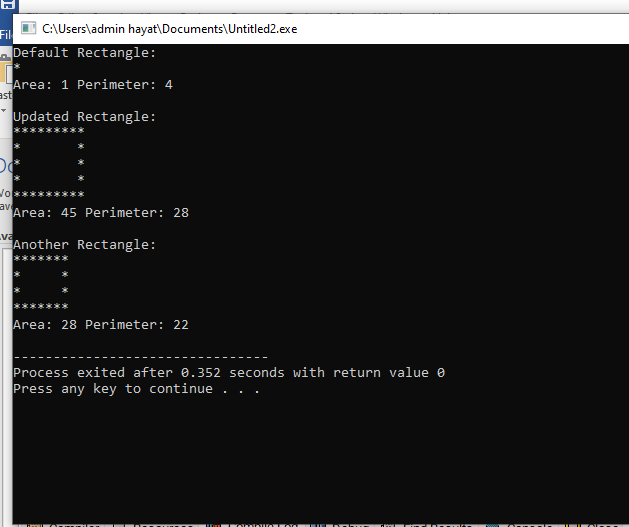 C:\Users\admin hayat\Documents\Untitled2.exe
Default Rectangle:
*
Area: 1 Perimeter: 4

Updated Rectangle:
*********
*       *
*       *
*       *
*********
Area: 45 Perimeter: 28

Another Rectangle:
*******
*     *
*     *
*******
Area: 28 Perimeter: 22

--------------------------------
Process exited after 0.352 seconds with return value 0
Press any key to continue . . .